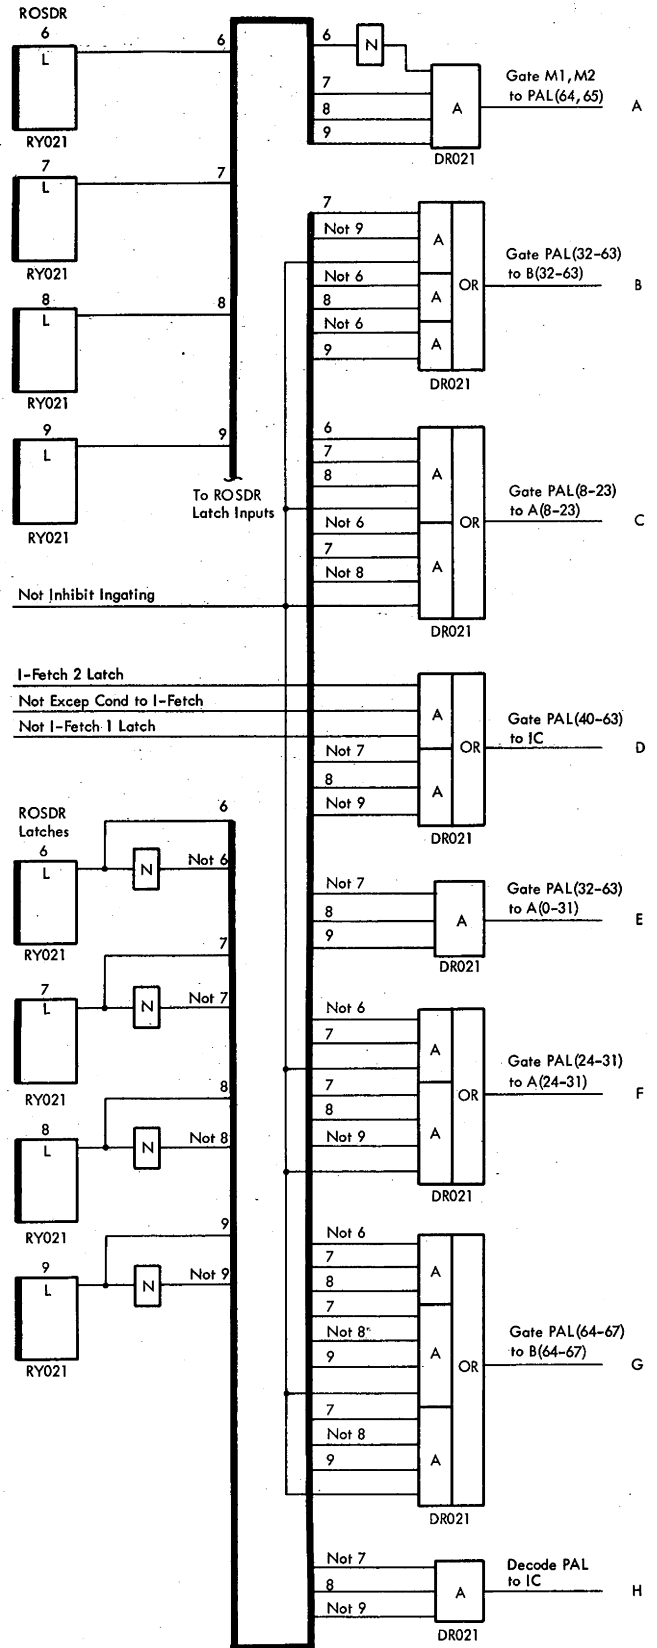 ROSDR
6
L
RY021
6
7
L
RY021
7
8
L
RY021
8
9
L
RY021
9
To ROSDR
Latch Inputs
Not Inhibit Ingating
I-Fetch 2 Latch
Not Excep Cond to I-Fetch
Not I-Fetch 1 Latch
ROSDR
Latches
6
L
RY021
N
6
Not 6
7
L
RY021
N
7
Not 7
8
L
RY021
N
8
Not 8
9
L
RY021
N
9
Not 9
6
N
7
8
9
A
DR021
Gate M1, M2
to PAL(64, 65)
A
7
Not 9
Not 6
8
Not 6
9
A
A
A
OR
DR021
Gate PAL(32-63)
to B(32-63)
B
6
7
8
Not 6
7
Not 8
A
A
OR
DR021
Gate PAL(8-23)
to A(8-23)
C
Not 7
8
Not 9
A
A
OR
DR021
Gate PAL(40-63)
to IC
D
Not 7
8
9
A
DR021
Gate PAL(32-63)
to A(0-31)
E
Not 6
7
7
8
Not 9
A
A
OR
DR021
Gate PAL(24-31)
to A(24-31)
F
Not 6
7
8
7
Not 8
9
7
Not 8
9
A
A
A
OR
DR021
Gate PAL(64-67)
to B(64-67)
G
Not 7
8
Not 9
A
DR021
Decode PAL
to IC
H